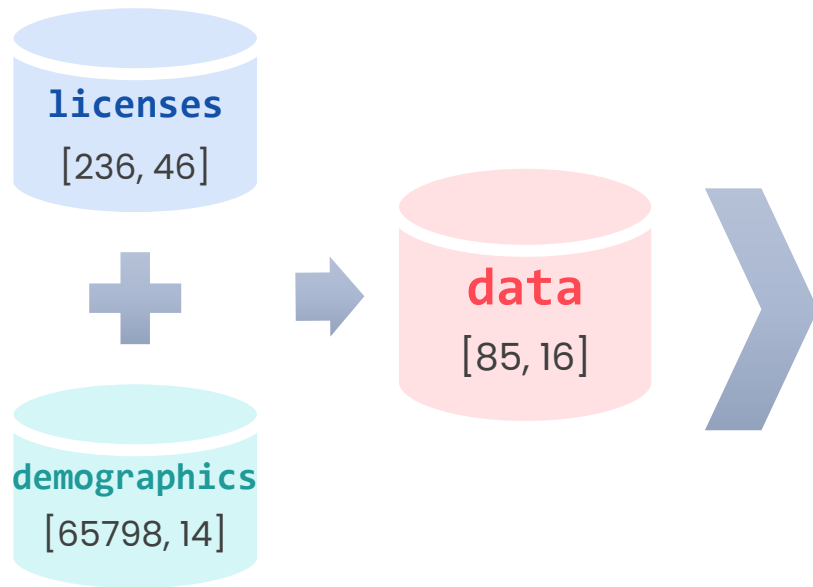 licenses
[236, 46]
demographics
[65798, 14]
data
[85, 16]